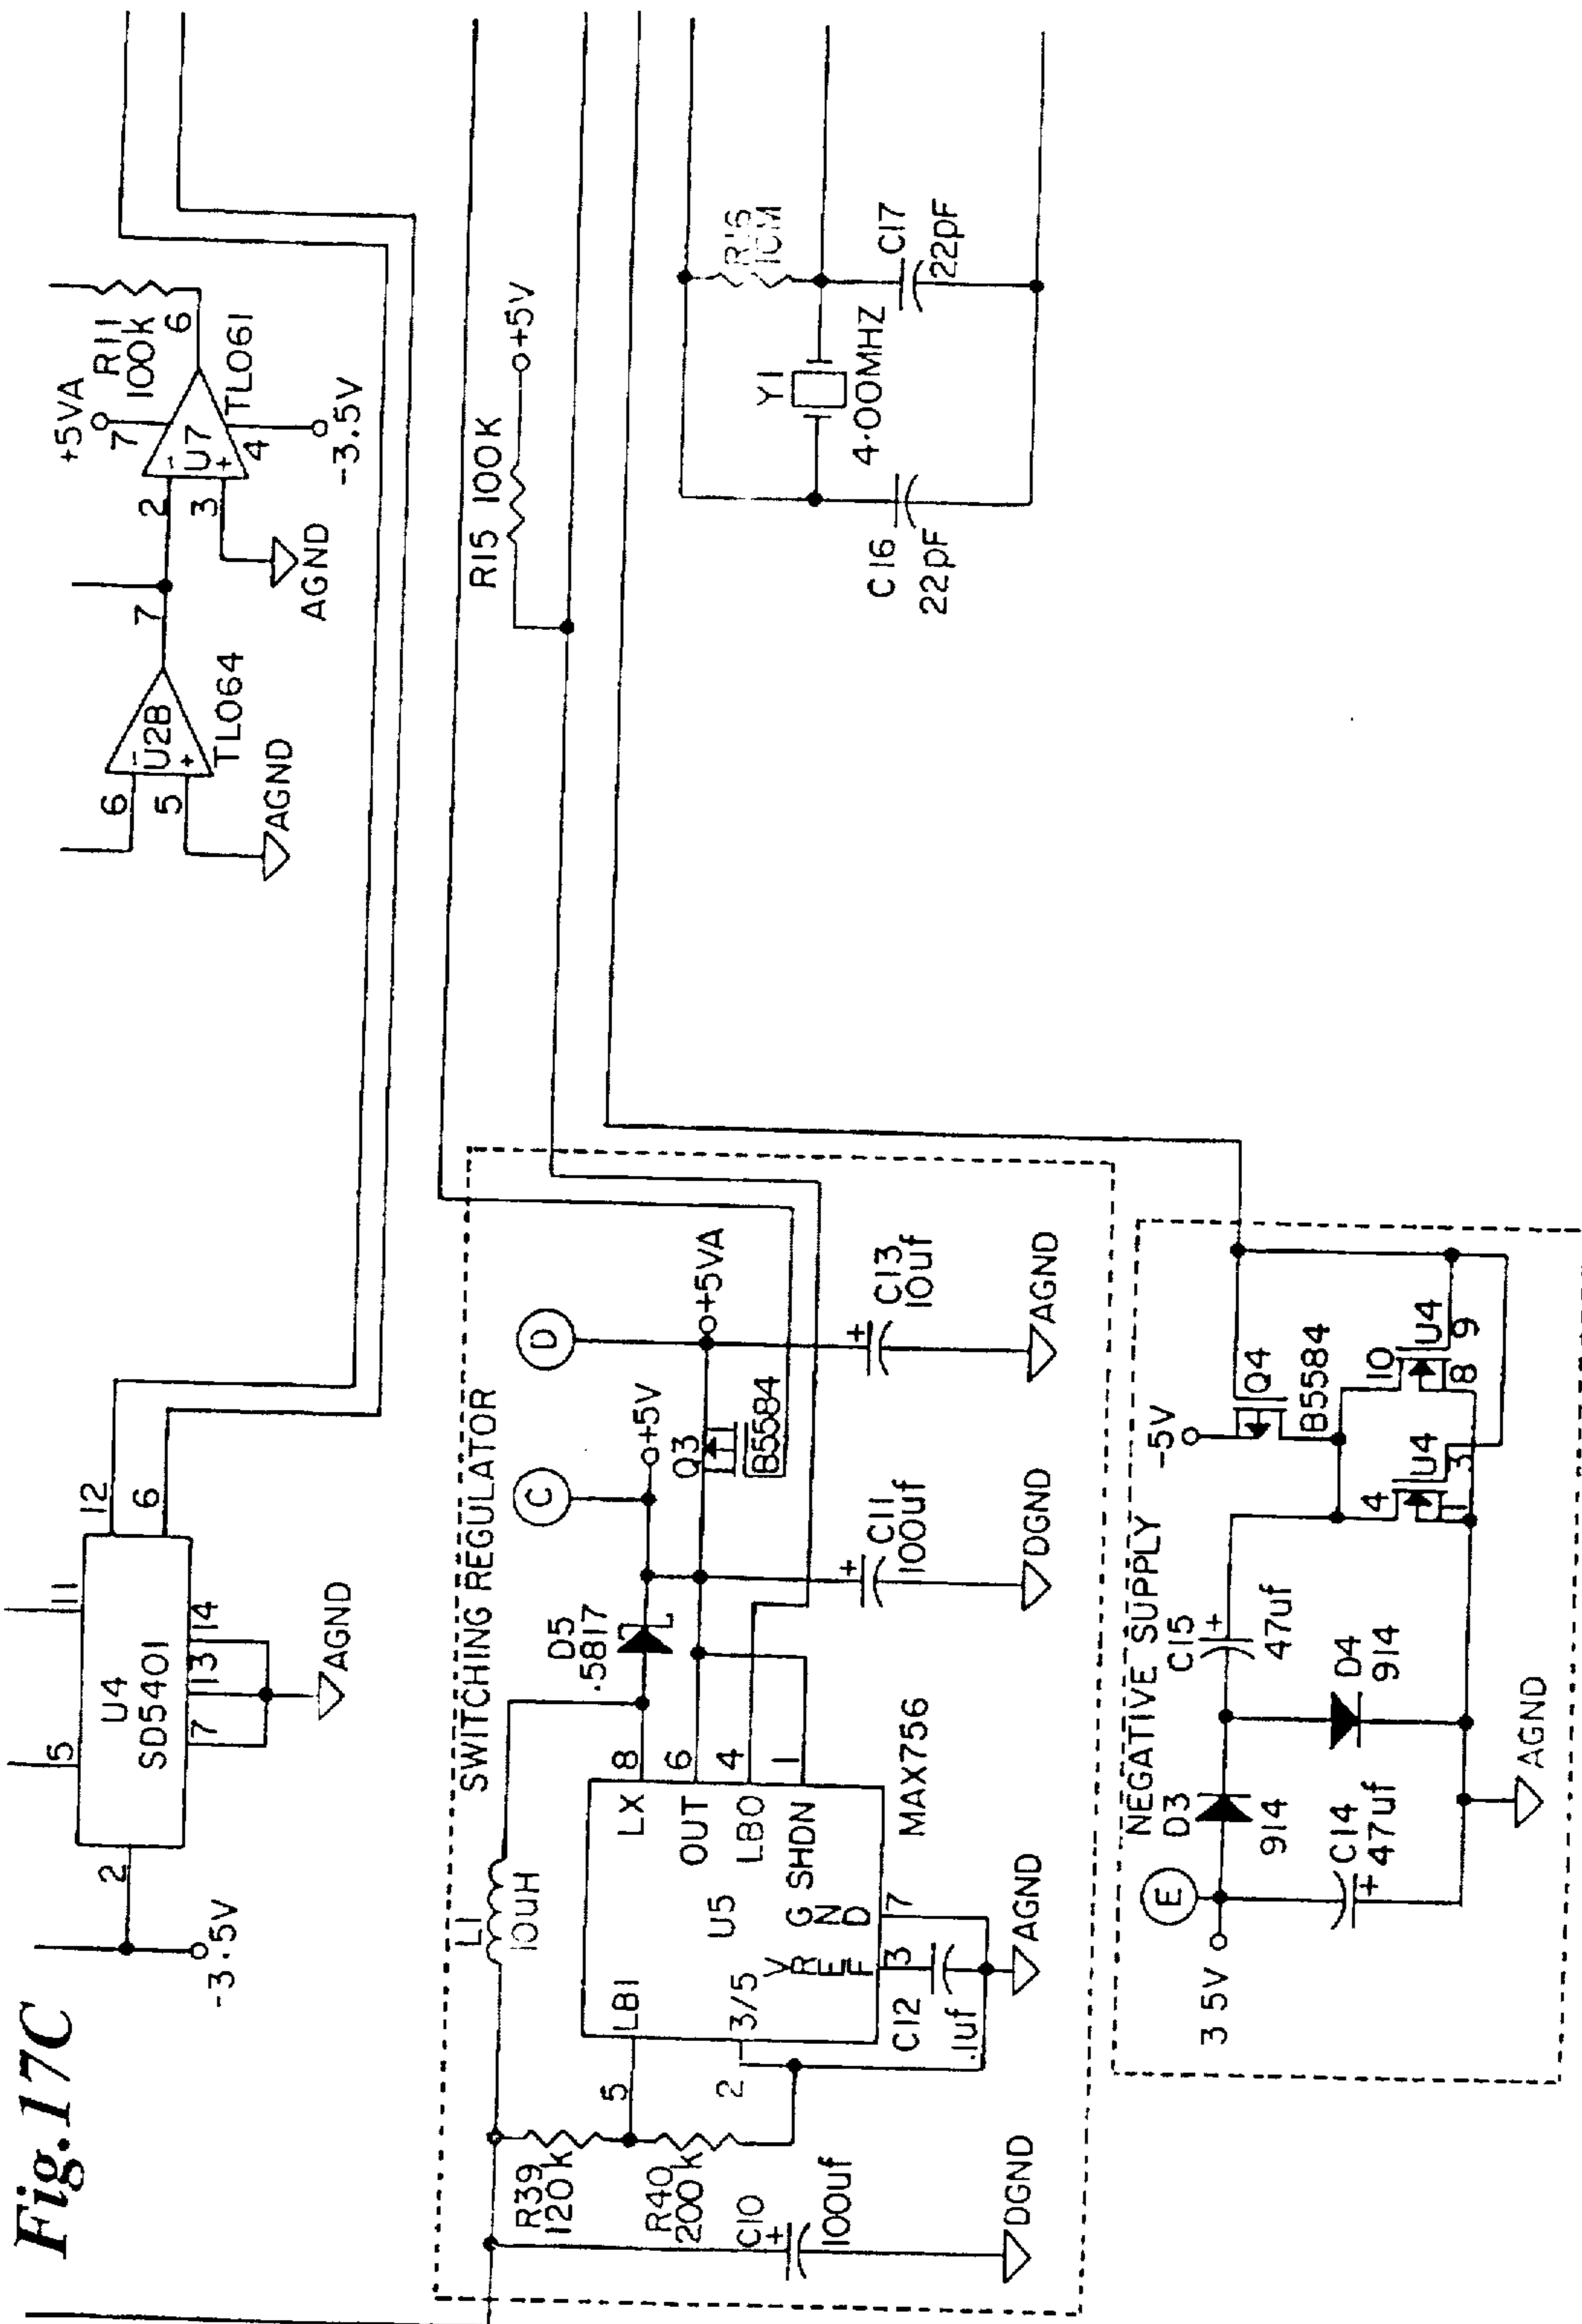 Fig.17C
-3.5V
2
5
11
U4
SD5401
7
13
14
12
6
AGND
6
5
U2B
-
+
TL064
7
AGND
2
3
U7
-
+
+5VA
7
4
TL061
-3.5V
AGND
R11
100k
6
SWITCHING REGULATOR
L1
10uH
R39
120k
R40
200k
C10
+
100uf
DGND
5
LBI
2
3/5
U5
VREF
GND
3
7
C12
.1uf
AGND
LX
8
OUT
6
LBO
4
SHDN
1
MAX756
D5
.5817
C
+5V
Q3
B5584
D
+5VA
C11
+
100uf
DGND
C13
+
10uf
AGND
R15 100K
+5V
Y1
4.00MHZ
C16
22pF
R16
C17
22pF
NEGATIVE SUPPLY
E
3 5V
D3
914
C14
+
47uf
D4
914
C15
+
47uf
AGND
-5V
Q4
B5584
4
U4
3
1
10
U4
9
8